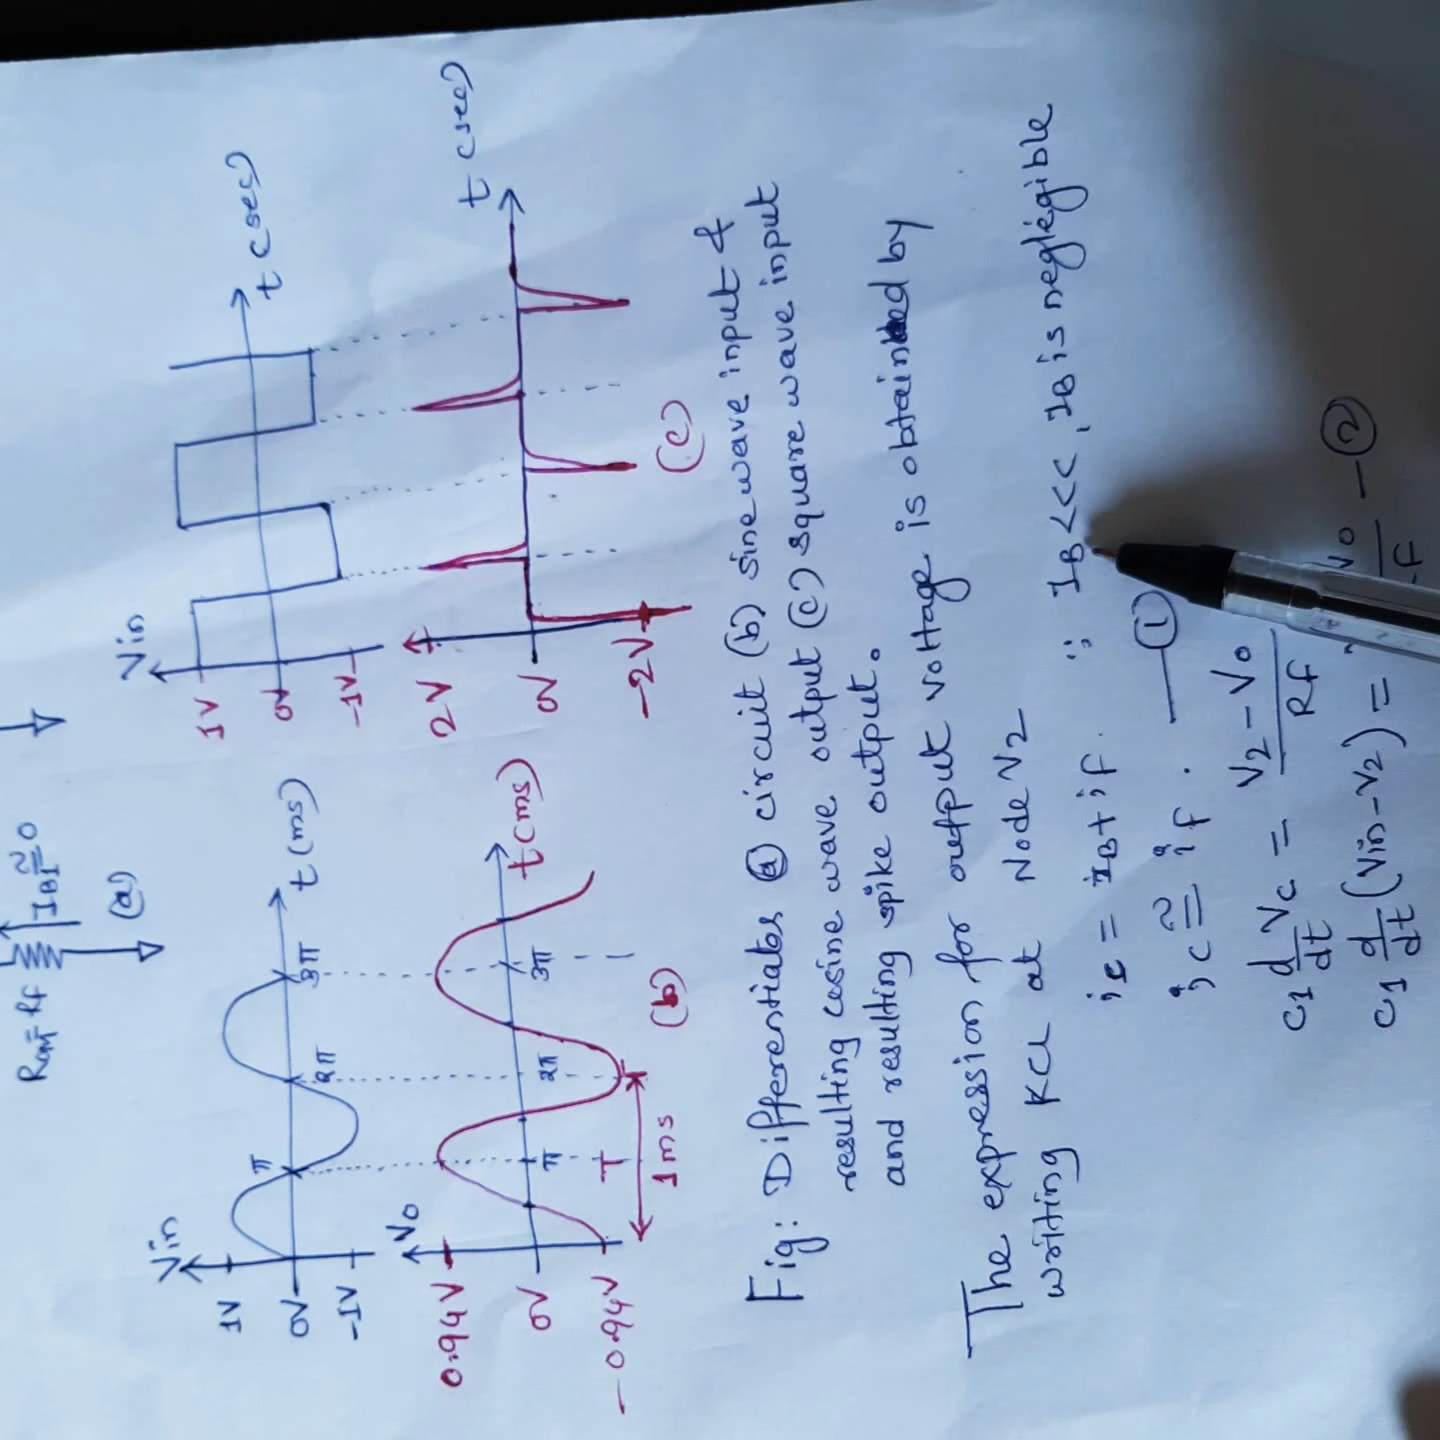 Rom=Rf
IB1≅0
(a)
Vin
1V
0V
-1V
π
2π
3π
t(ms)
Vo
0.94V
0V
-0.94V
π
2π
3π
t(ms)
T
1ms
(b)
Vin
1V
0V
-1V
t (sec)
2V
0V
-2V
t (sec)
(c)
Fig: Differentiator (a) circuit (b) sinewave input &
resulting cosine wave output (c) square wave input
and resulting spike output.
The expression for output voltage is obtained by
writing KCL at Node V2
ic = IB + if. ∵ IB <<, IB is neglegible
ic ≅ if. — (1)
C1 d/dt Vc = V2 - Vo / Rf
C1 d/dt (Vin - V2) = Vo — (2)